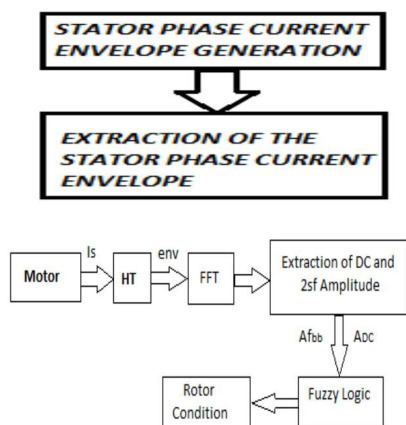 STATOR PHASE CURRENT
ENVELOPE GENERATION
EXTRACTION OF THE
STATOR PHASE CURRENT
ENVELOPE
Motor
Is
HT
env
FFT
Extraction of DC and
2sf Amplitude
Afbb
ADC
Fuzzy Logic
Rotor
Condition